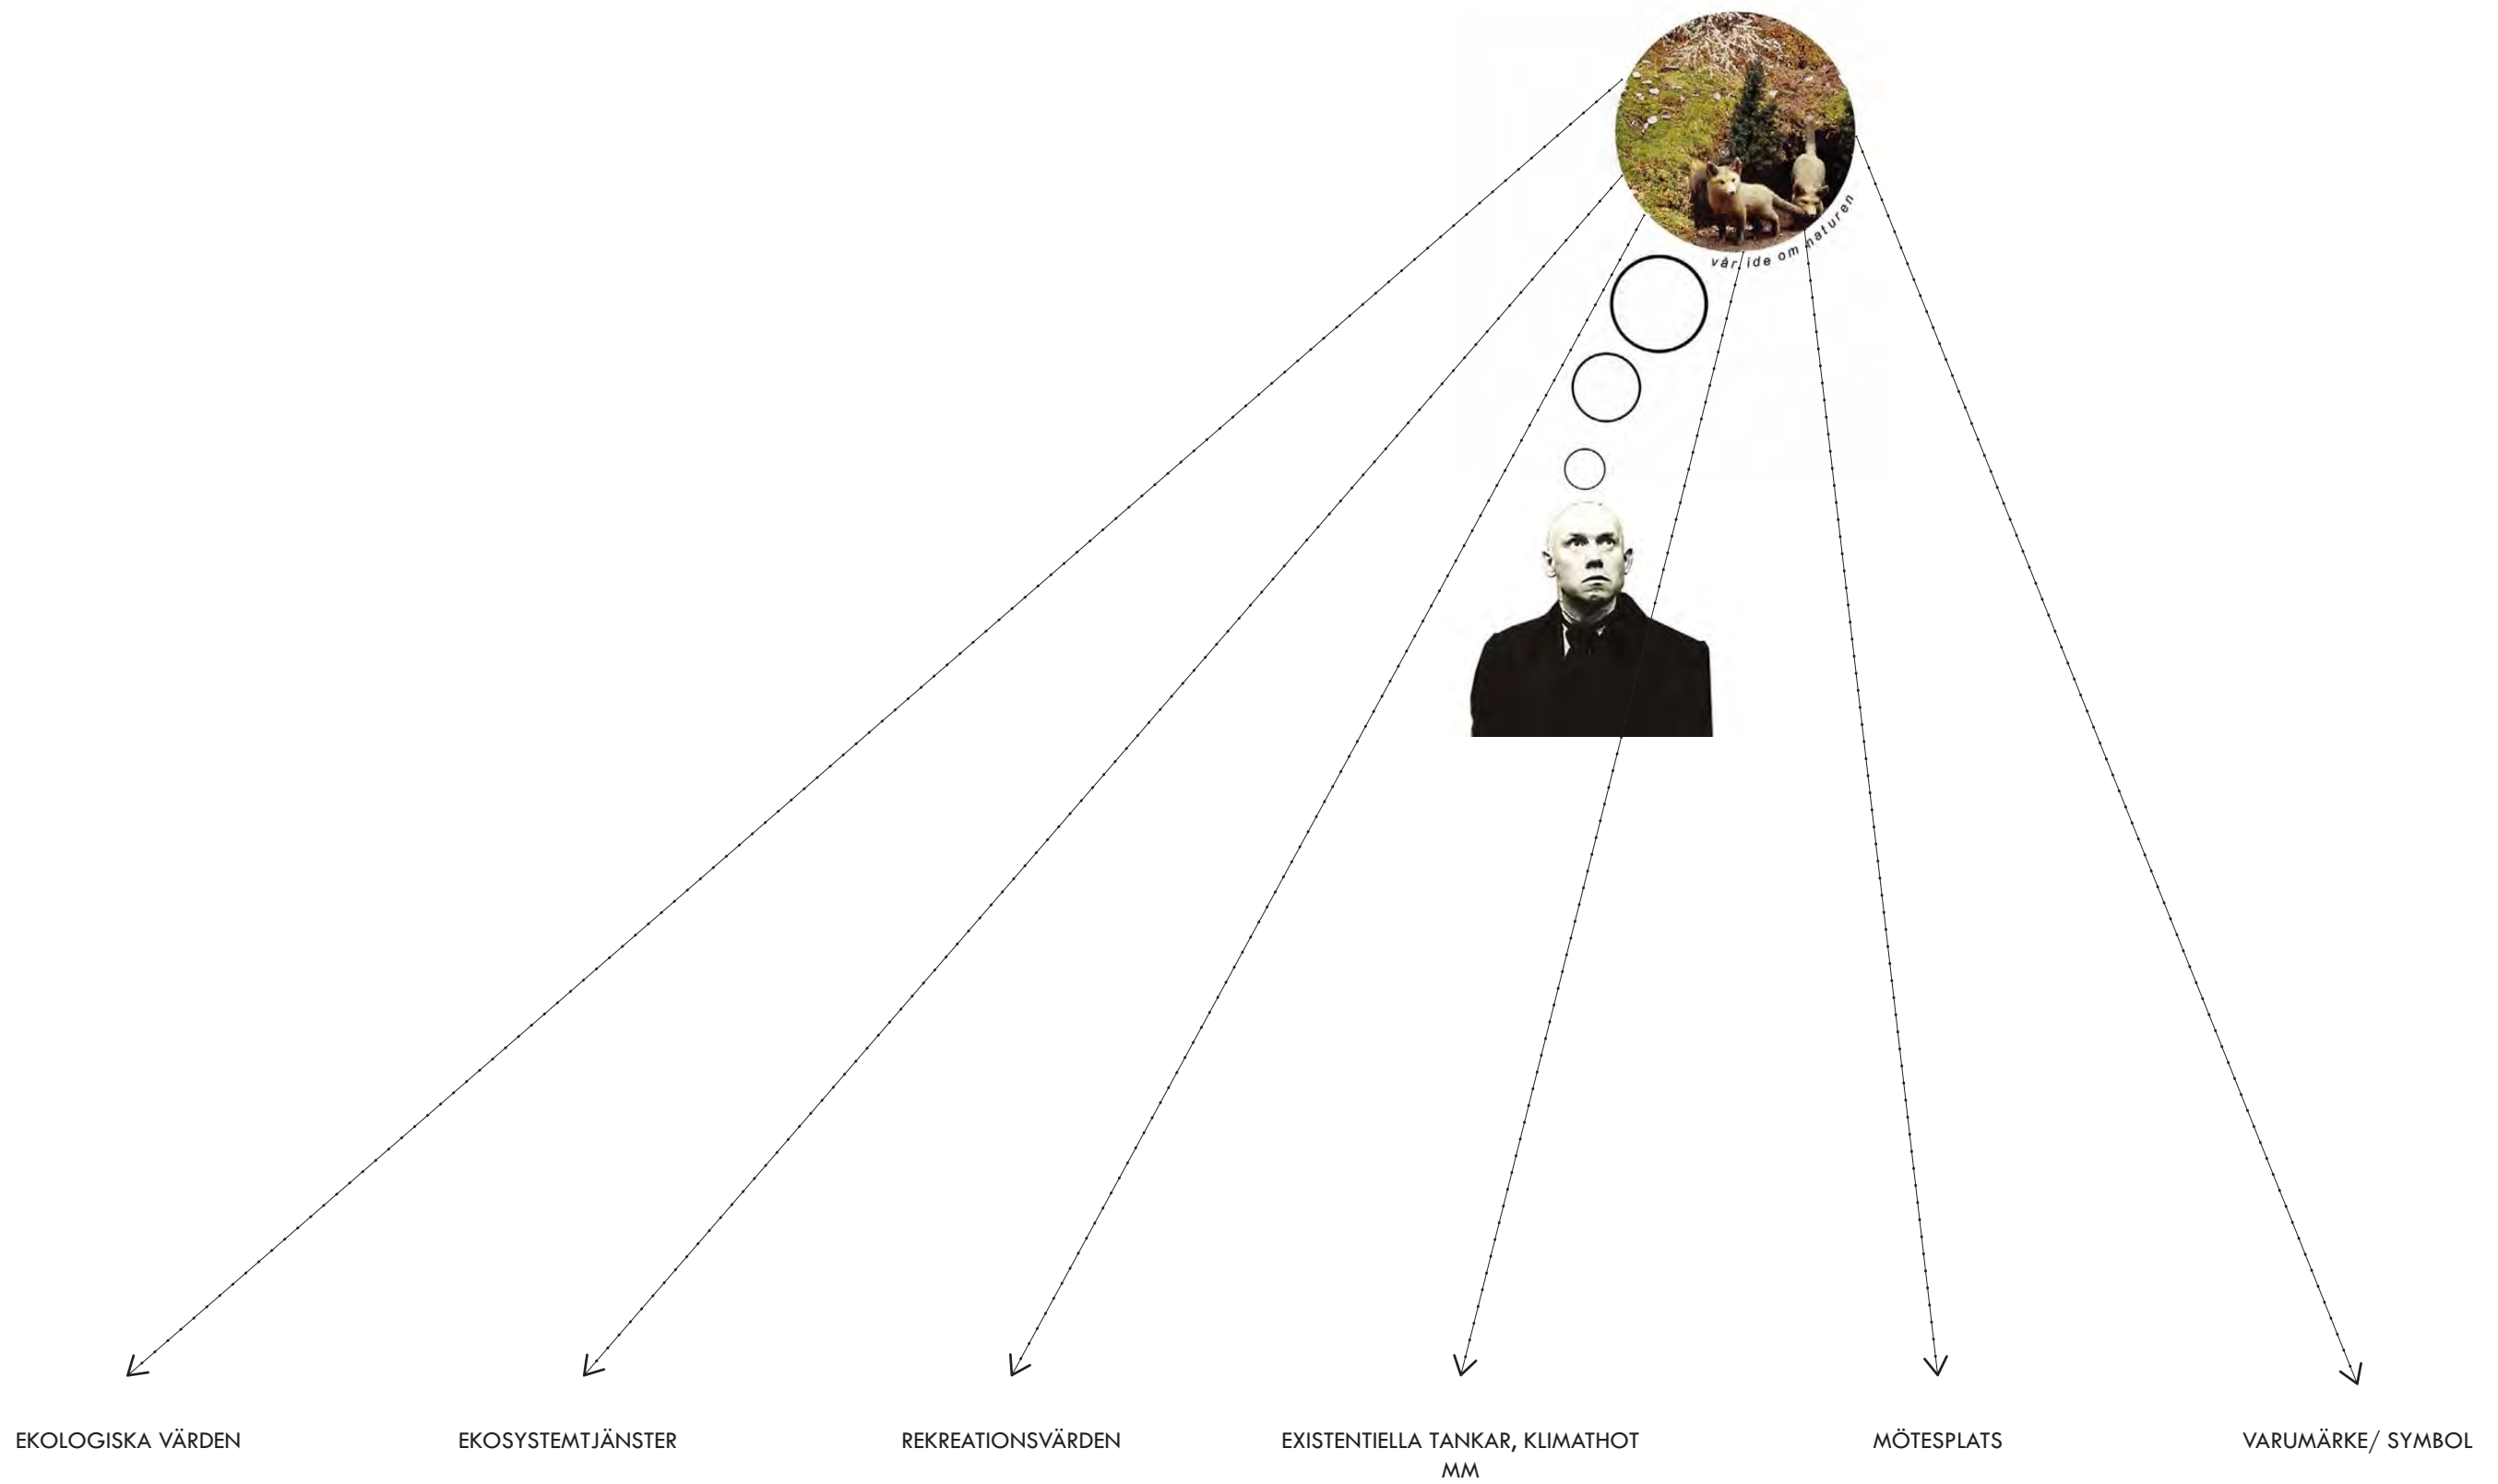 vår ide om naturen
EKOLOGISKA VÄRDEN
EKOSYSTEMTJÄNSTER
REKREATIONSVÄRDEN
EXISTENTIELLA TANKAR, KLIMATHOT
MM
MÖTESPLATS
VARUMÄRKE/ SYMBOL